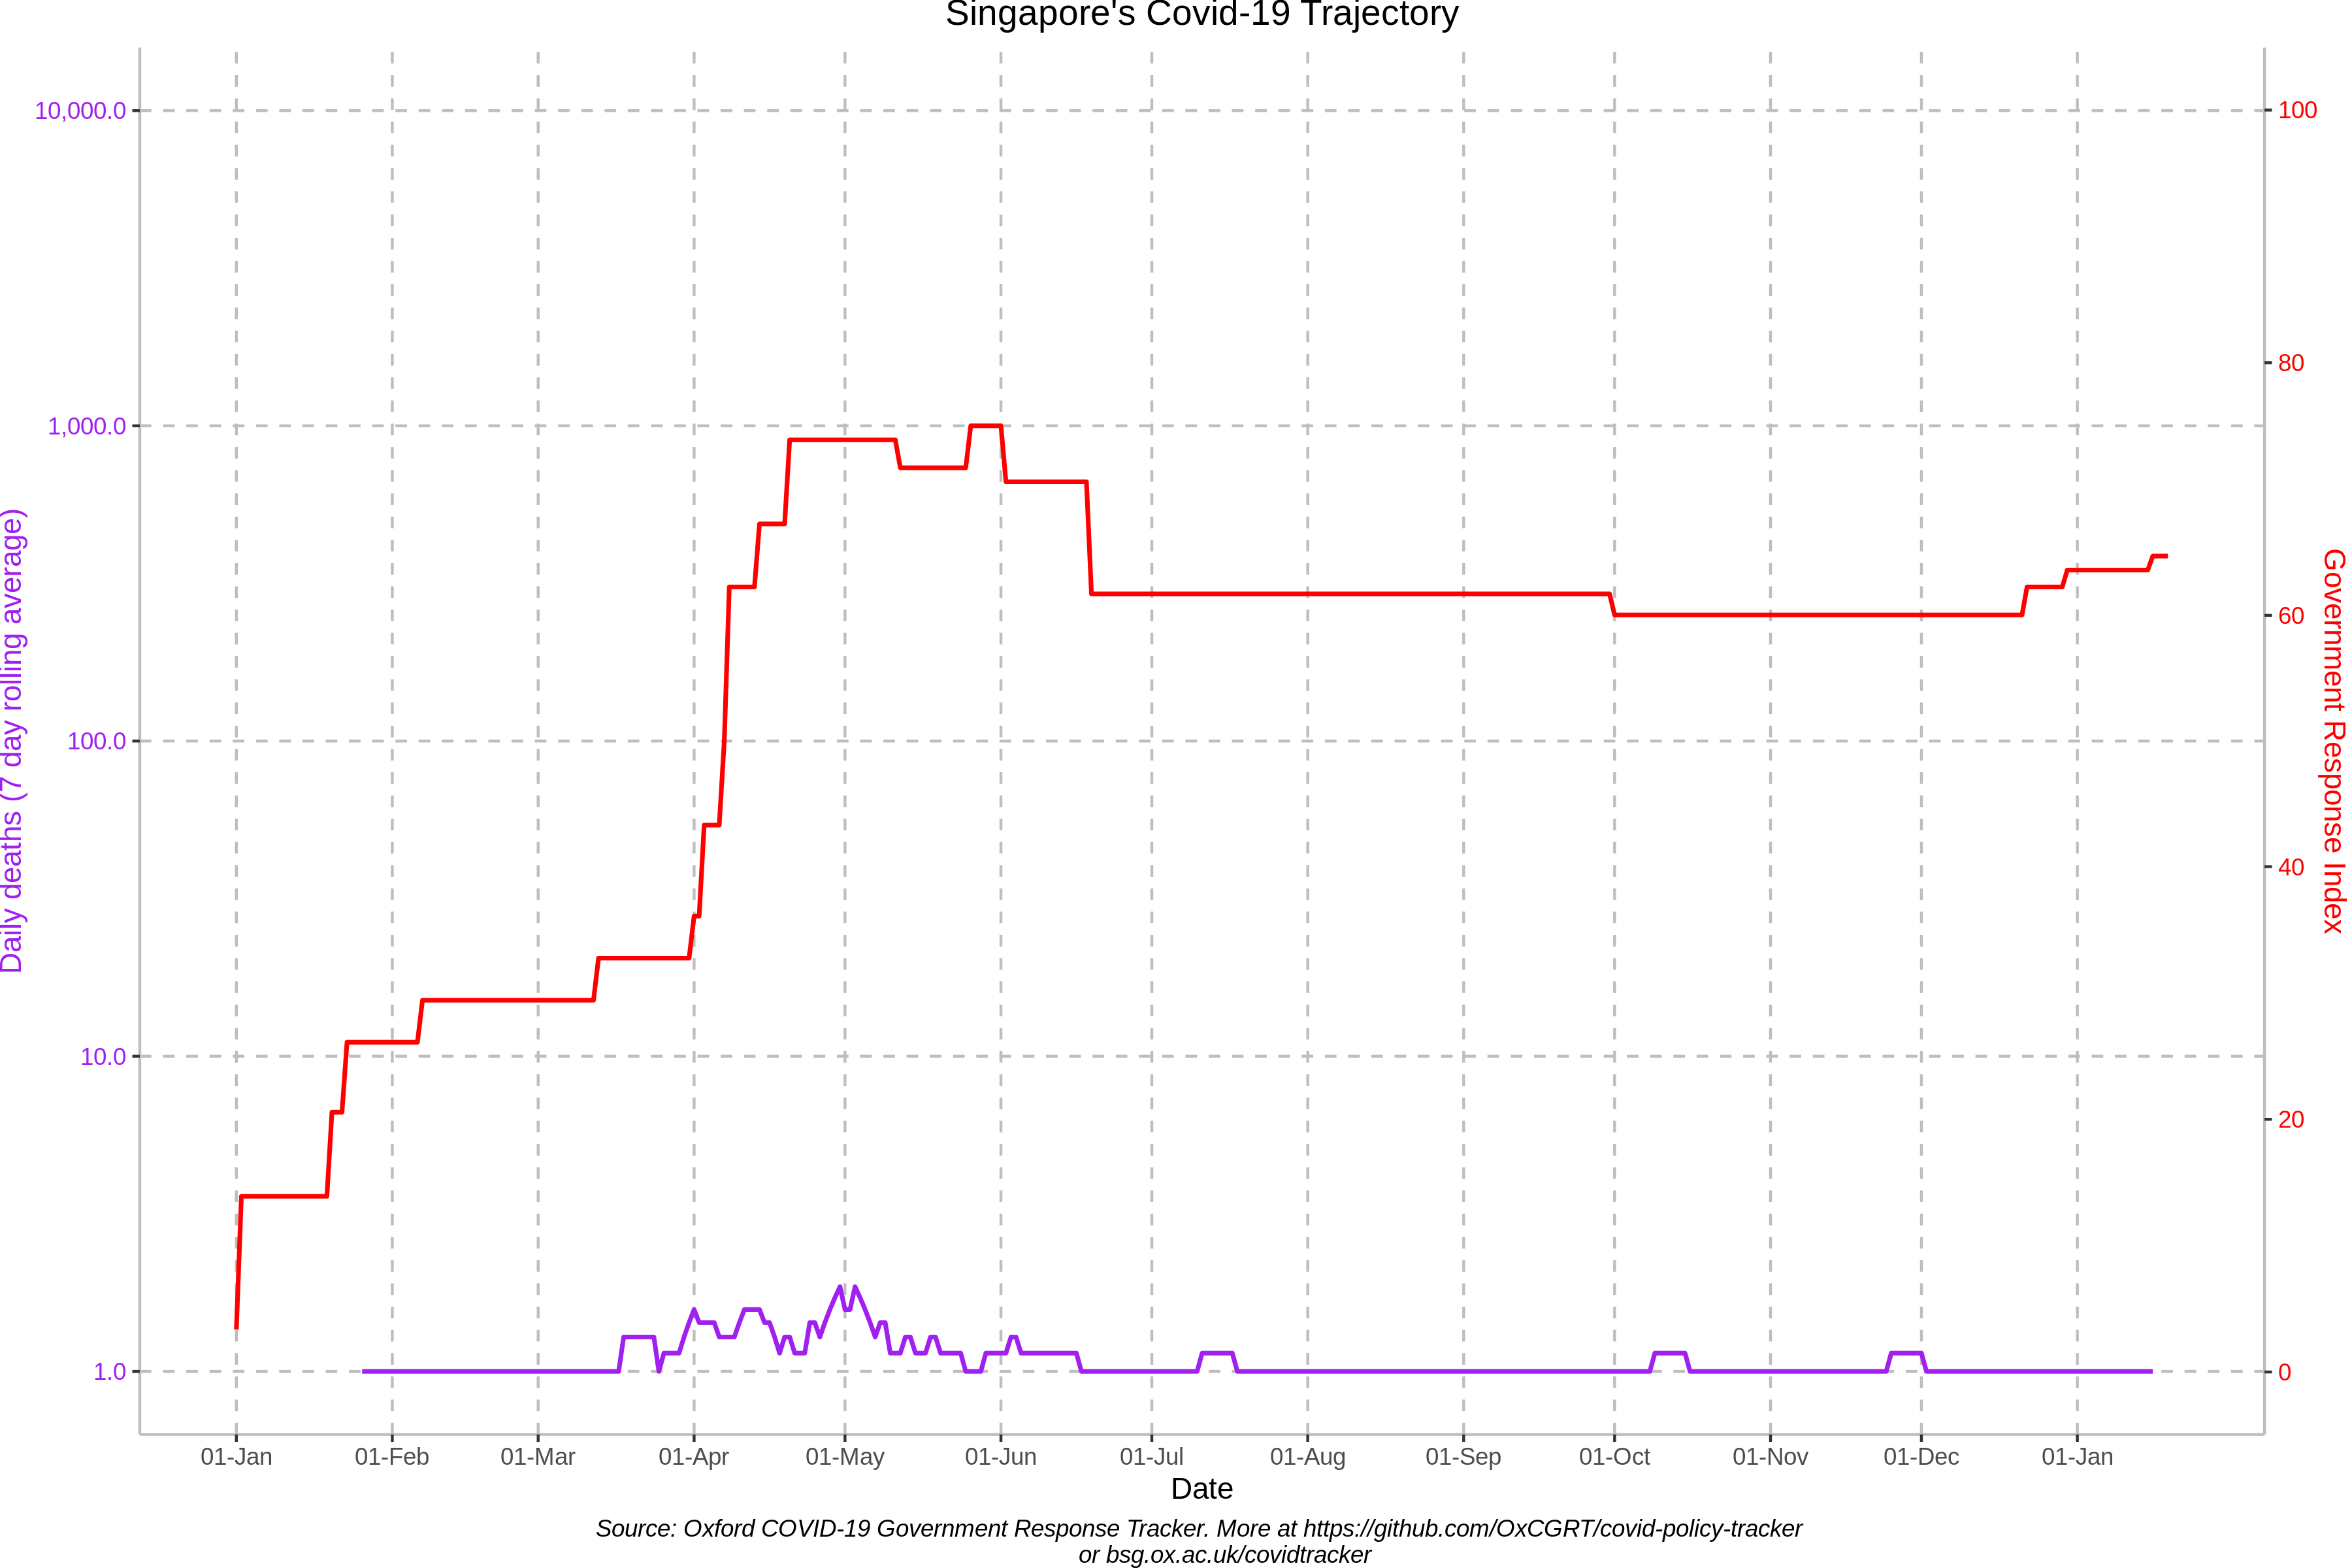 Singapore's Covid-19 Trajectory
10,000.0
1,000.0
100.0
10.0
1.0
Daily deaths (7 day rolling average)
100
80
60
40
20
0
Government Response Index
01-Jan 01-Feb 01-Mar 01-Apr 01-May 01-Jun 01-Jul 01-Aug 01-Sep 01-Oct 01-Nov 01-Dec 01-Jan
Date
Source: Oxford COVID-19 Government Response Tracker. More at https://github.com/OxCGRT/covid-policy-tracker
or bsg.ox.ac.uk/covidtracker